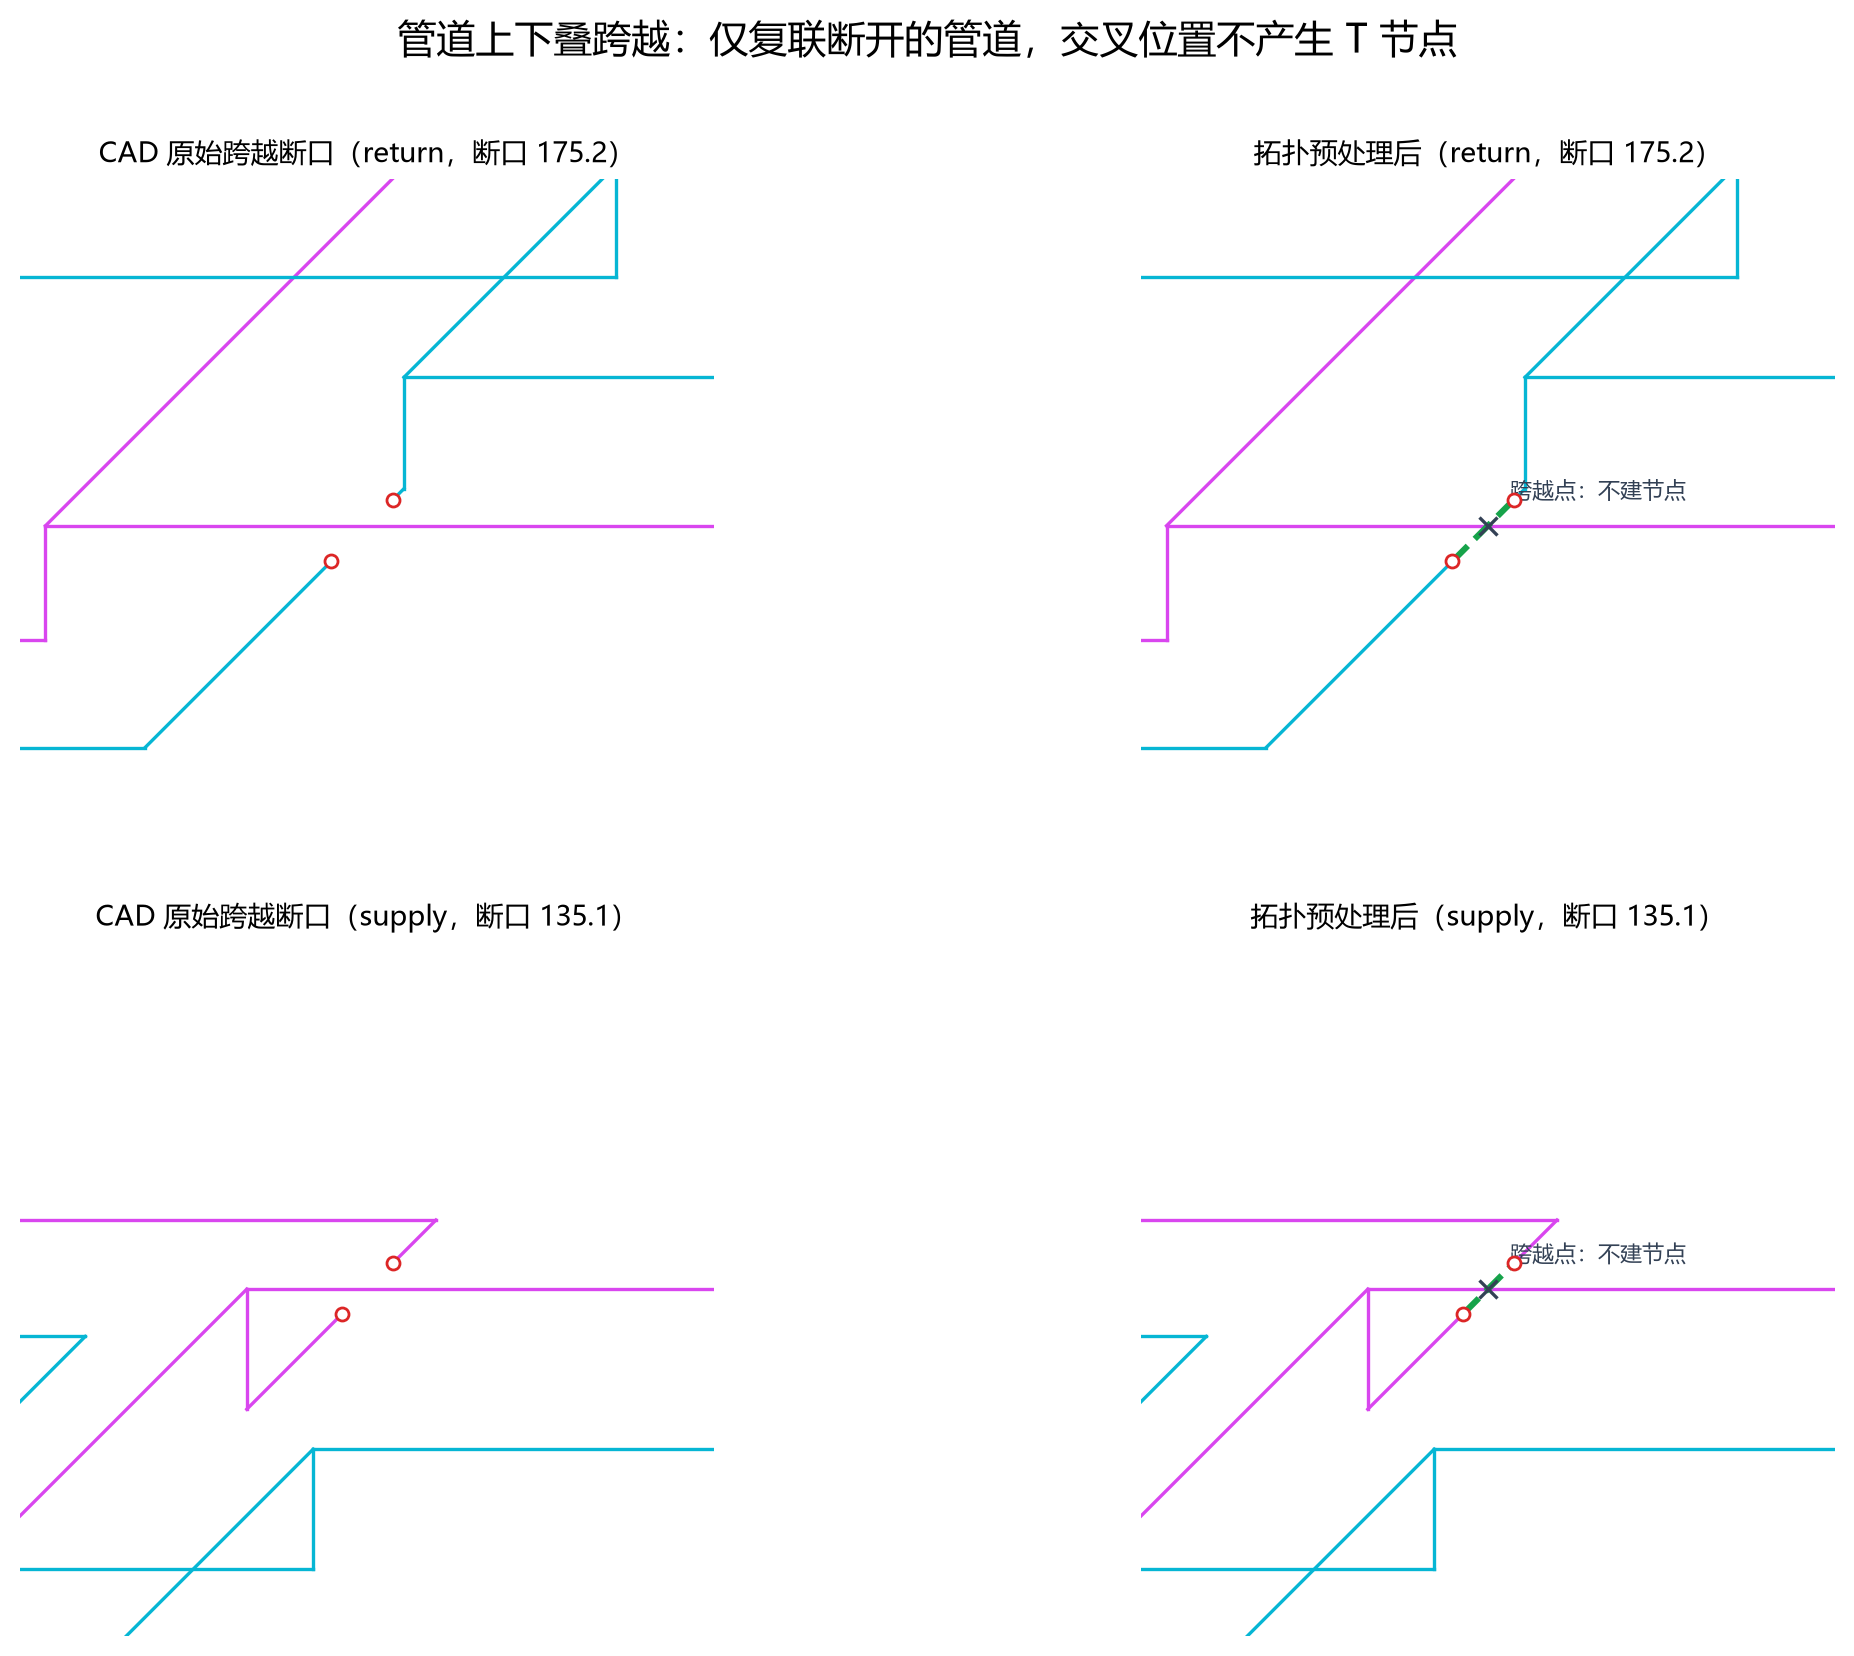 管道上下叠跨越：仅复联断开的管道，交叉位置不产生 T 节点
CAD 原始跨越断口（return，断口 175.2）
拓扑预处理后（return，断口 175.2）
跨越点：不建节点
CAD 原始跨越断口（supply，断口 135.1）
拓扑预处理后（supply，断口 135.1）
跨越点：不建节点